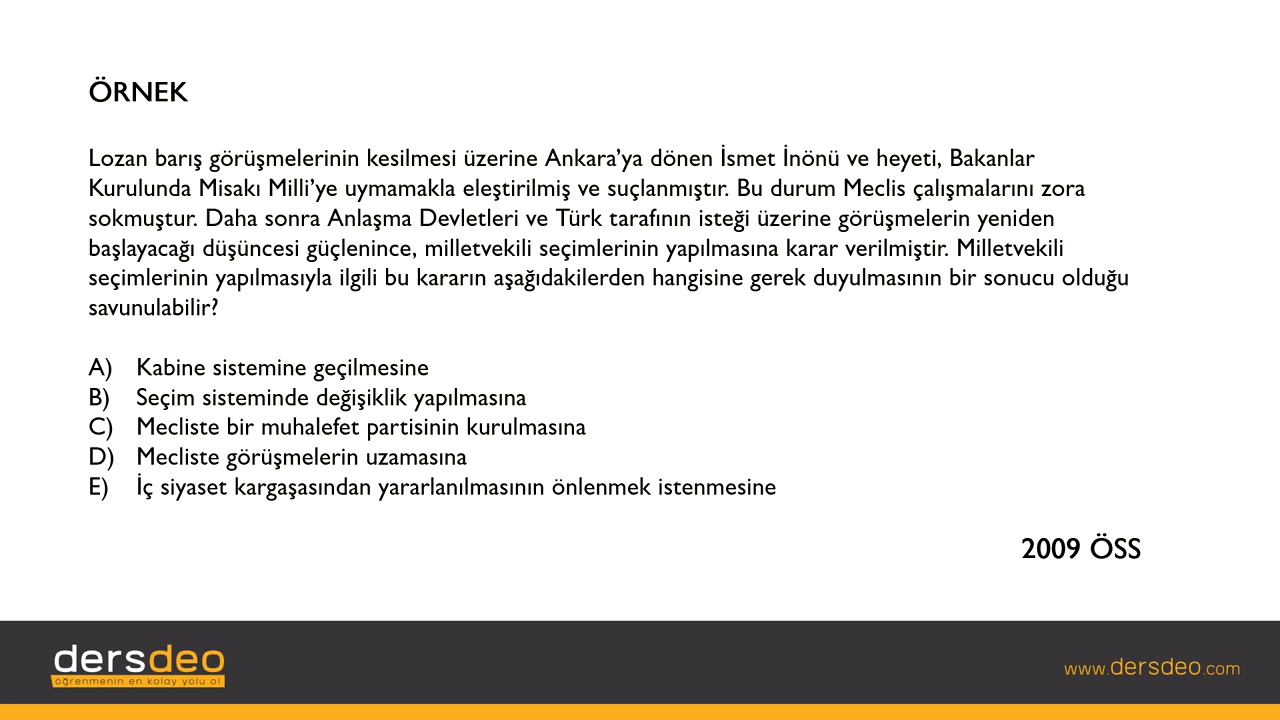 ÖRNEK
Lozan barış görüşmelerinin kesilmesi üzerine Ankara’ya dönen İsmet İnönü ve heyeti, Bakanlar
Kurulunda Misakı Milli’ye uymamakla eleştirilmiş ve suçlanmıştır. Bu durum Meclis çalışmalarını zora
sokmuştur. Daha sonra Anlaşma Devletleri ve Türk tarafının isteği üzerine görüşmelerin yeniden
başlayacağı düşüncesi güçlenince, milletvekili seçimlerinin yapılmasına karar verilmiştir. Milletvekili
seçimlerinin yapılmasıyla ilgili bu kararın aşağıdakilerden hangisine gerek duyulmasının bir sonucu olduğu
savunulabilir?
A) Kabine sistemine geçilmesine
B) Seçim sisteminde değişiklik yapılmasına
C) Mecliste bir muhalefet partisinin kurulmasına
D) Mecliste görüşmelerin uzamasına
E) İç siyaset kargaşasından yararlanılmasının önlenmek istenmesine
2009 ÖSS
dersdeo
öğrenmenin en kolay yolu o!
www.dersdeo.com